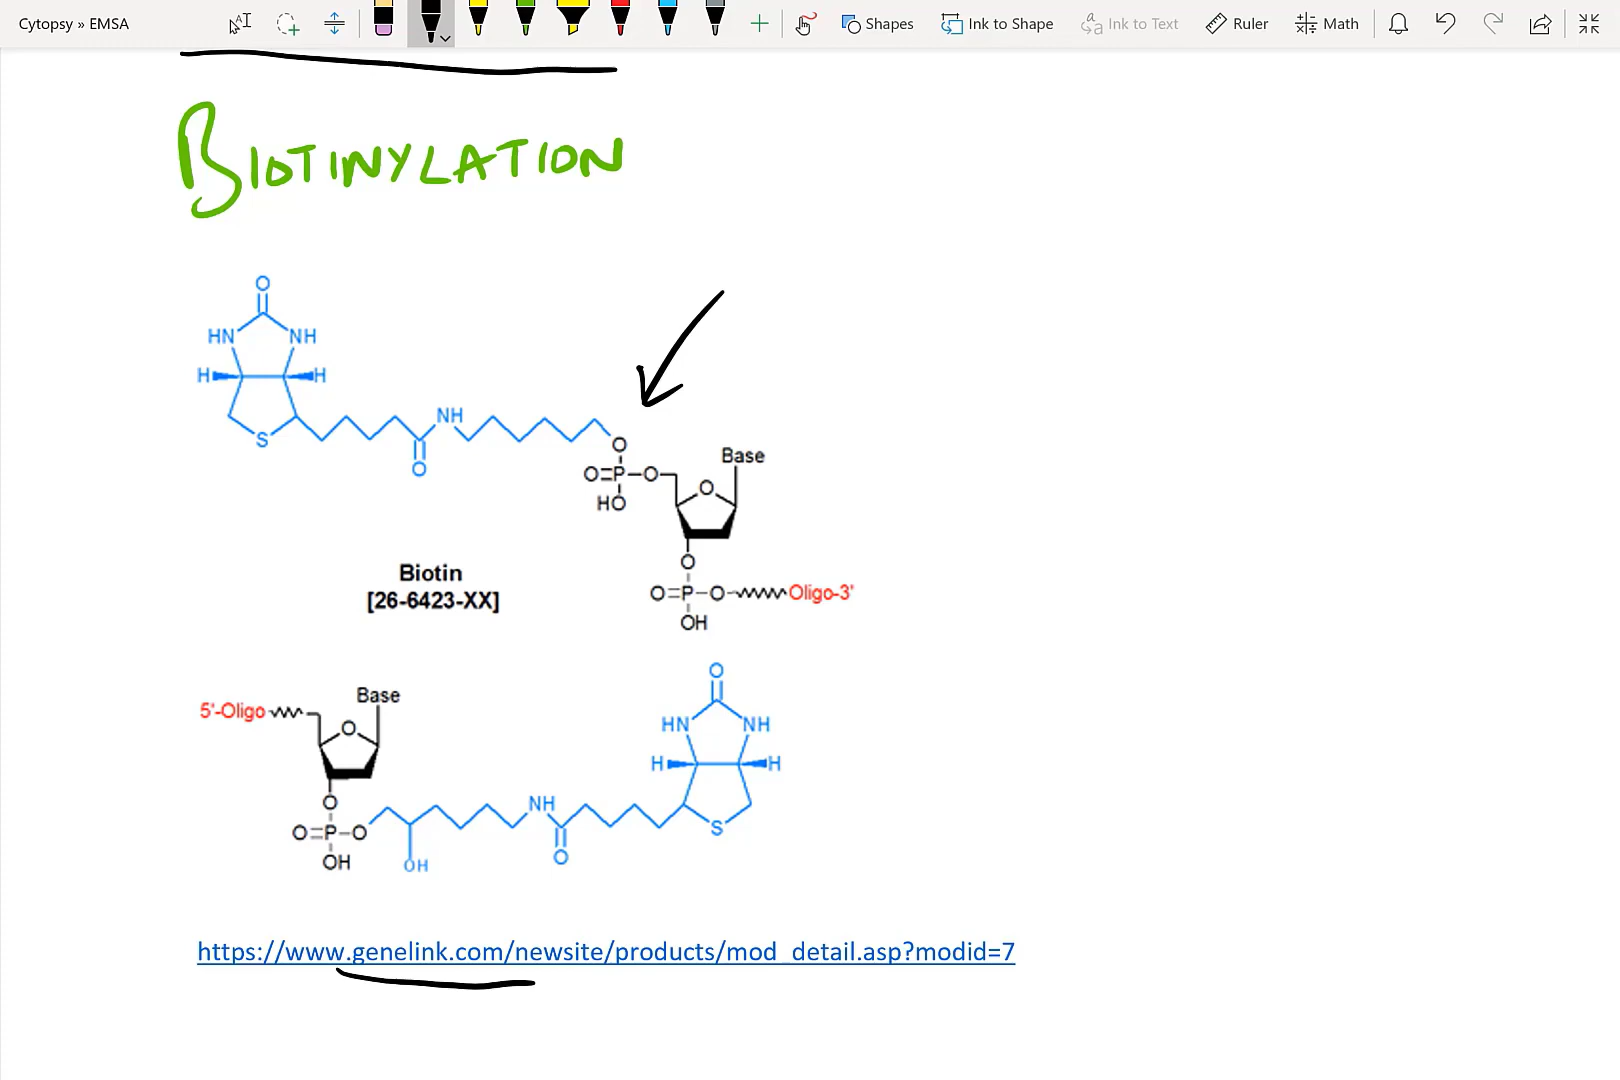 Cytopsy » EMSA
Shapes
Ink to Shape
Ink to Text
Ruler
Math
BIOTINYLATION
O
HN NH
H H
S
NH
O
O
O=P-O
HO
O
Base
O
O=P-O
Oligo-3'
OH
Biotin
[26-6423-XX]
5'-Oligo
Base
O
O
O=P-O
OH
OH
NH
O
O
HN NH
H H
S
https://www.genelink.com/newsite/products/mod_detail.asp?modid=7